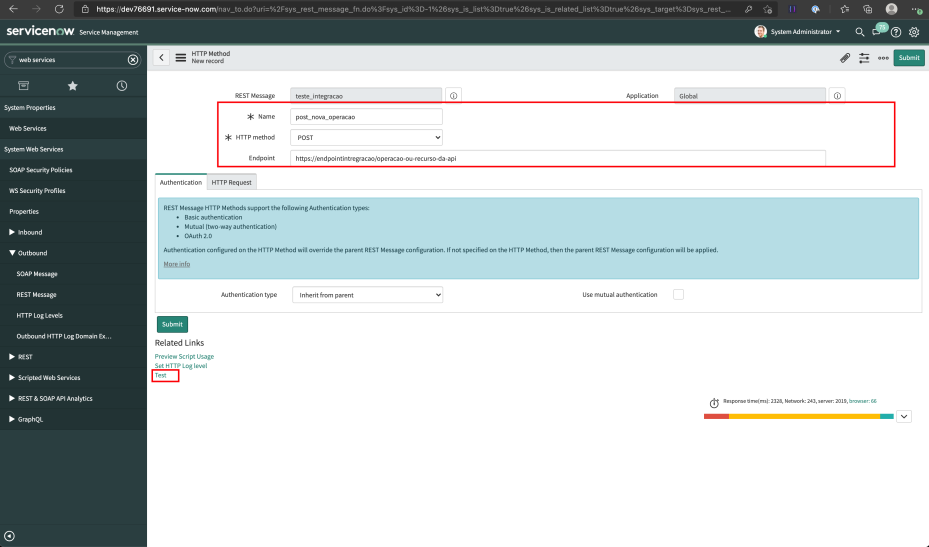 https://dev76691.service-now.com/nav_to.do?uri=%2Fsys_rest_message_fn.do%3Fsys_id%3D-1%26sys_is_list%3Dtrue%26sys_is_related_list%3Dtrue%26sys_target%3Dsys_rest_...
servicenow Service Management
System Administrator
75
web services
HTTP Method
New record
Submit
System Properties
Web Services
System Web Services
SOAP Security Policies
WS Security Profiles
Properties
Inbound
Outbound
SOAP Message
REST Message
HTTP Log Levels
Outbound HTTP Log Domain Ex...
REST
Scripted Web Services
REST & SOAP API Analytics
GraphQL
REST Message teste_integracao
Application Global
Name post_nova_operacao
HTTP method POST
Endpoint https://endpointintregracao/operacao-ou-recurso-da-api
Authentication HTTP Request
REST Message HTTP Methods support the following Authentication types:
• Basic authentication
• Mutual (two-way authentication)
• OAuth 2.0
Authentication configured on the HTTP Method will override the parent REST Message configuration. If not specified on the HTTP Method, then the parent REST Message configuration will be applied.
More info
Authentication type Inherit from parent
Use mutual authentication
Submit
Related Links
Preview Script Usage
Set HTTP Log level
Test
Response time(ms): 2328, Network: 243, server: 2019, browser: 66